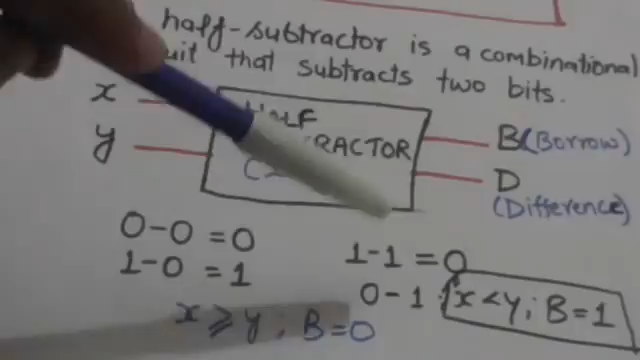 half-subtractor is a combinational
that subtracts two bits.
x
y
B(Borrow)
D
(Difference)
0-0 = 0
1-0 = 1
1-1 = 0
0-1
x<y; B=1
x ⩾ y; B=0